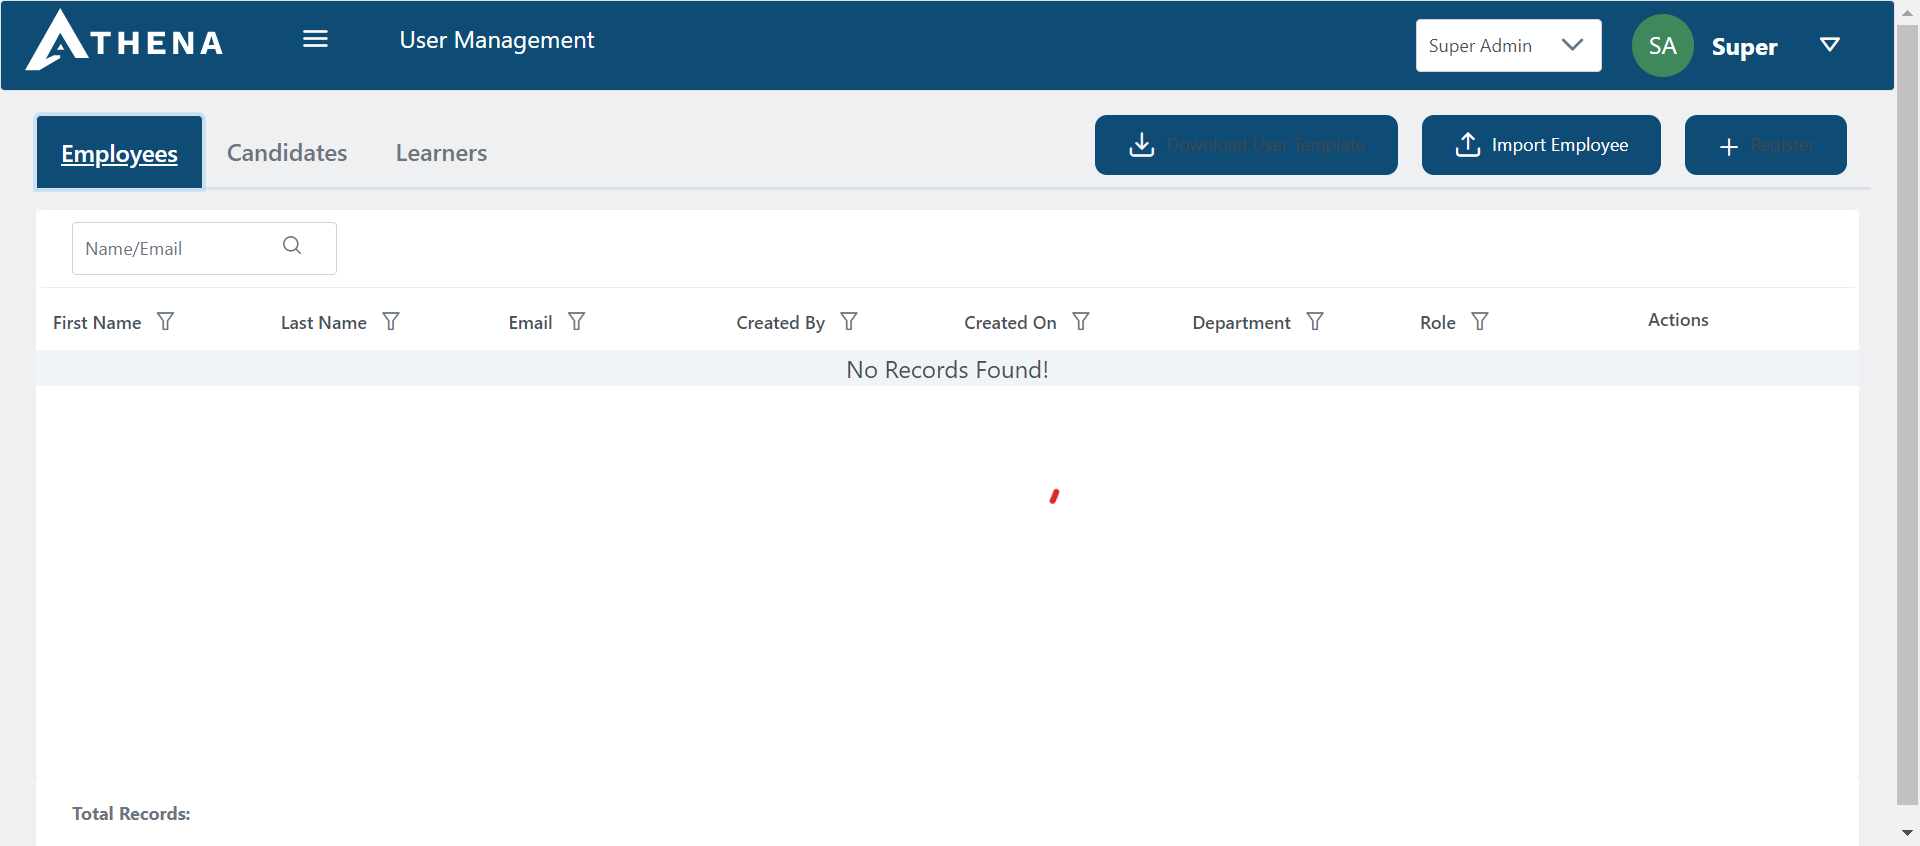 ATHENA
User Management
Super Admin
SA
Super
Employees
Candidates
Learners
Download User Template
Import Employee
Register
Name/Email
First Name
Last Name
Email
Created By
Created On
Department
Role
Actions
No Records Found!
Total Records: